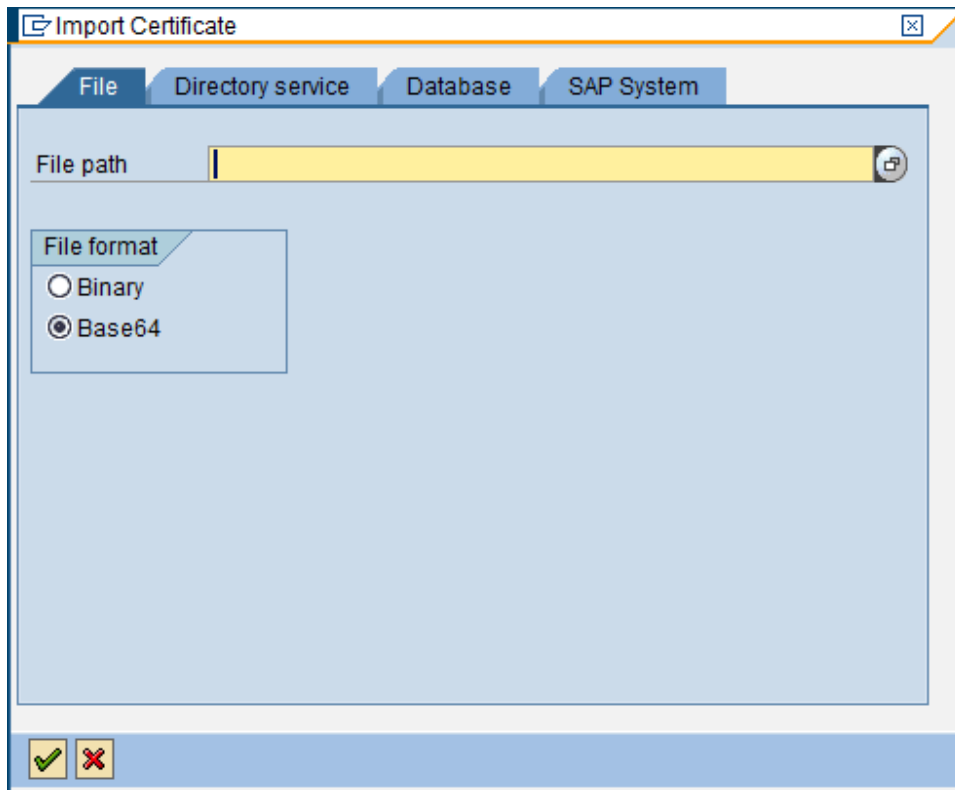 Import Certificate
File Directory service Database SAP System
File path
File format
Binary
Base64